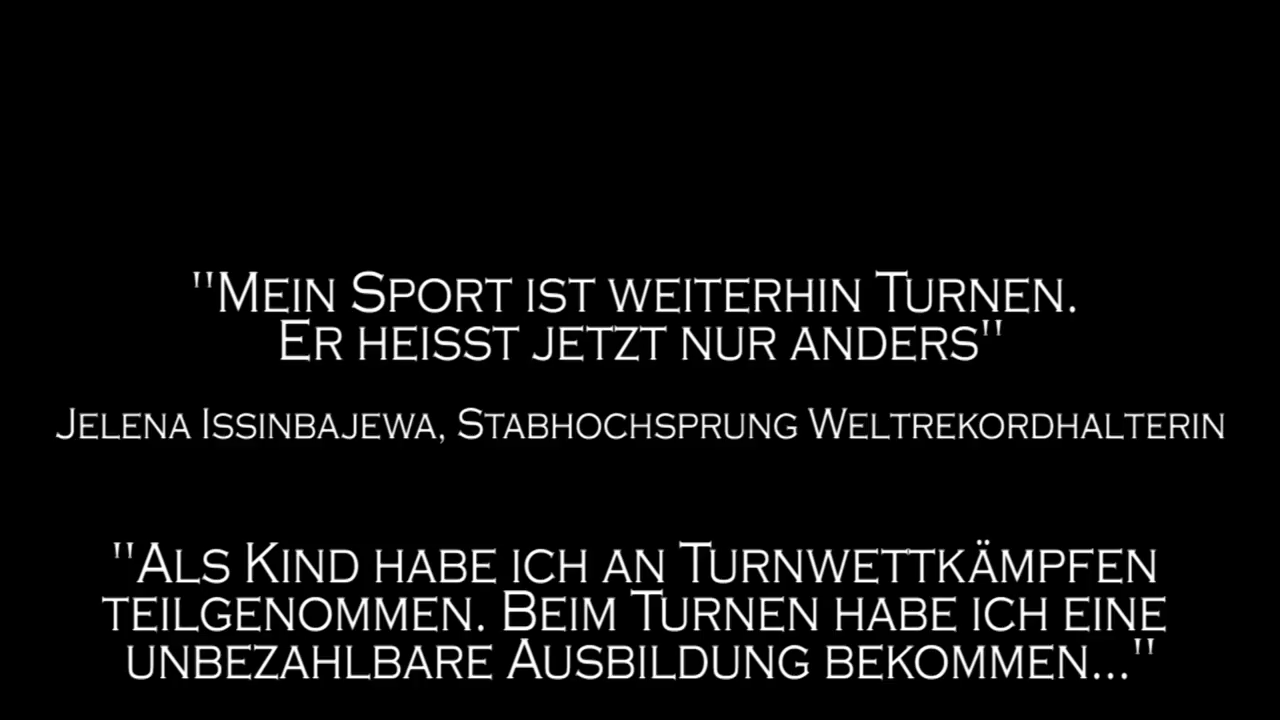 "Mein Sport ist weiterhin Turnen.
Er heisst jetzt nur anders"
Jelena Issinbajewa, Stabhochsprung Weltrekordhalterin
"Als Kind habe ich an Turnwettkämpfen
teilgenommen. Beim Turnen habe ich eine
unbezahlbare Ausbildung bekommen..."